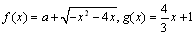 f(x) = a + √(-x² - 4x), g(x) = 4/3 x + 1